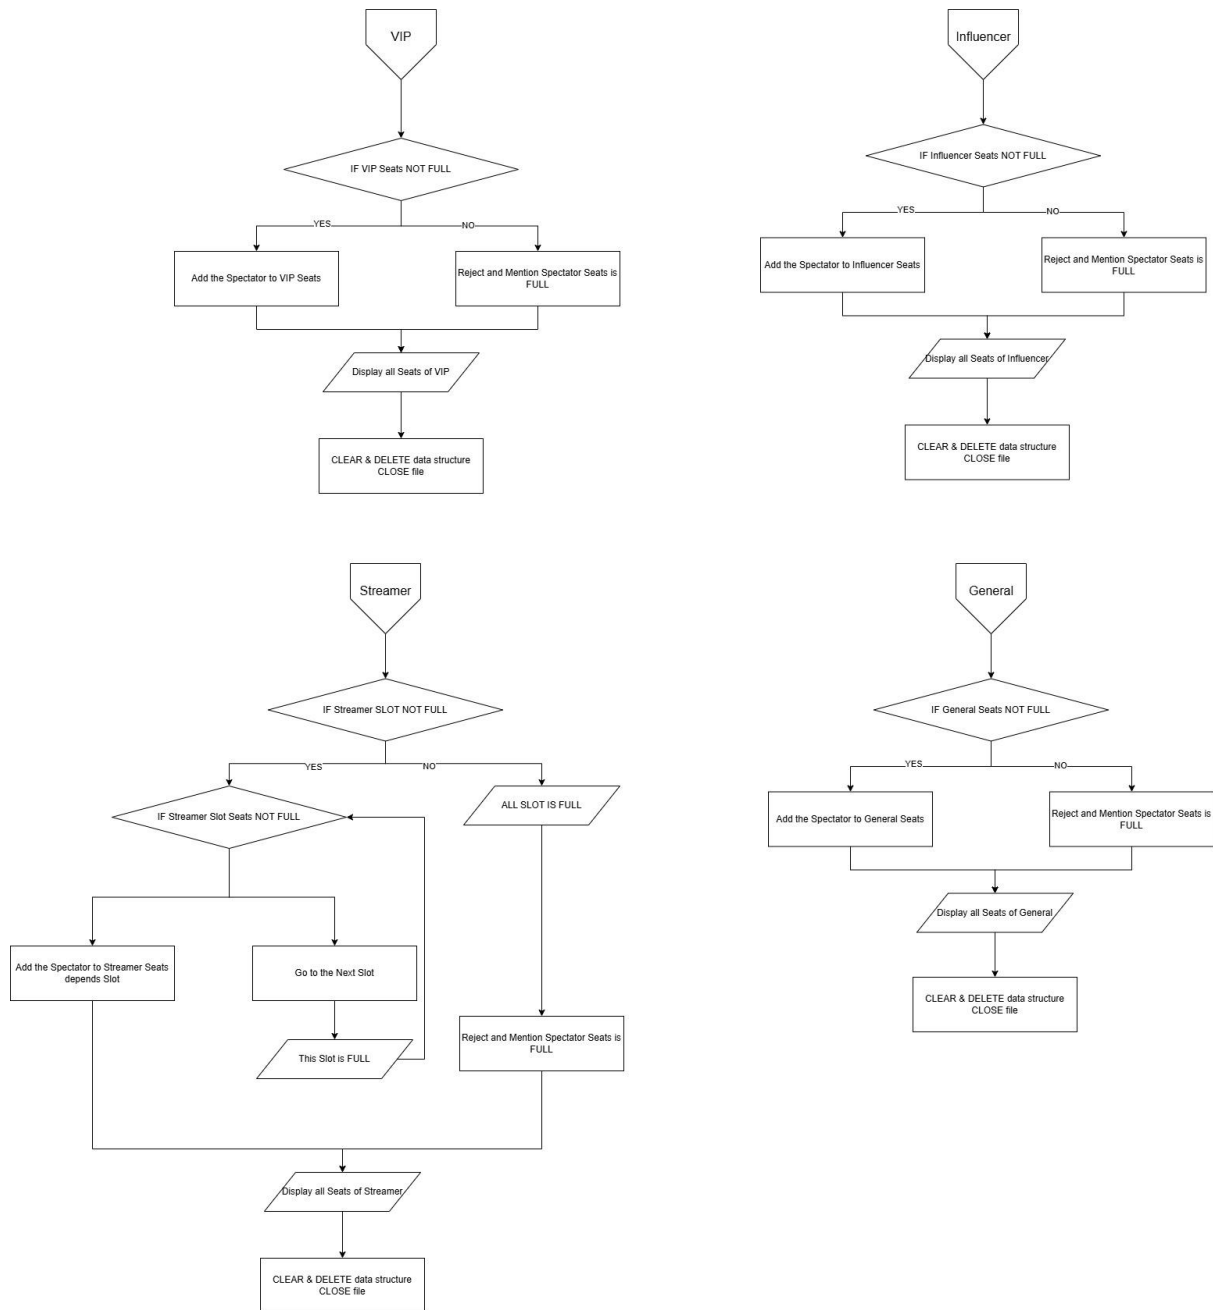 VIP
IF VIP Seats NOT FULL
YES
NO
Add the Spectator to VIP Seats
Reject and Mention Spectator Seats is
FULL
Display all Seats of VIP
CLEAR & DELETE data structure
CLOSE file
Influencer
IF Influencer Seats NOT FULL
YES
NO
Add the Spectator to Influencer Seats
Reject and Mention Spectator Seats is
FULL
Display all Seats of Influencer
CLEAR & DELETE data structure
CLOSE file
Streamer
IF Streamer SLOT NOT FULL
YES
NO
IF Streamer Slot Seats NOT FULL
ALL SLOT IS FULL
Add the Spectator to Streamer Seats
depends Slot
Go to the Next Slot
This Slot is FULL
Reject and Mention Spectator Seats is
FULL
Display all Seats of Streamer
CLEAR & DELETE data structure
CLOSE file
General
IF General Seats NOT FULL
YES
NO
Add the Spectator to General Seats
Reject and Mention Spectator Seats is
FULL
Display all Seats of General
CLEAR & DELETE data structure
CLOSE file